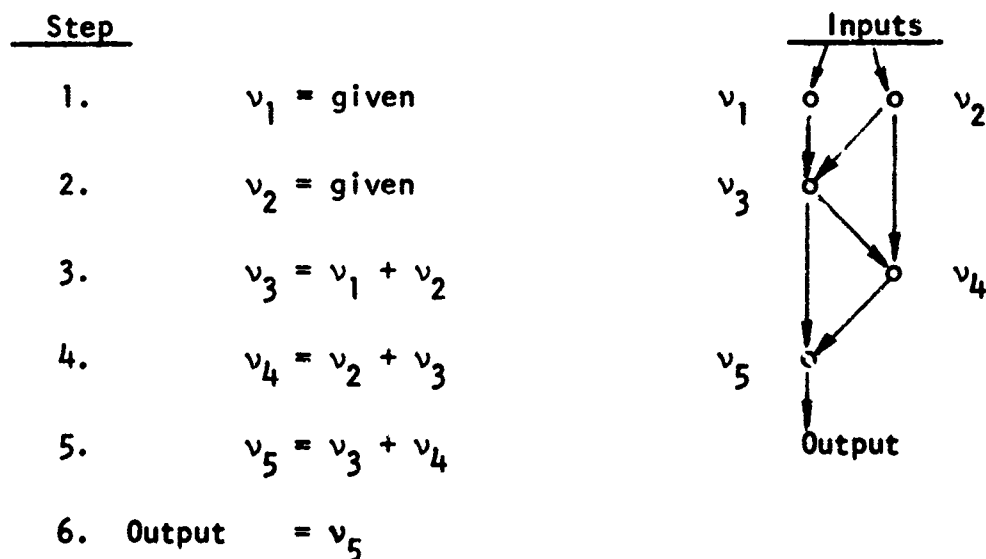 Step Inputs
1. ν₁ = given ν₁ ν₂
2. ν₂ = given ν₃
3. ν₃ = ν₁ + ν₂ ν₄
4. ν₄ = ν₂ + ν₃ ν₅
5. ν₅ = ν₃ + ν₄ Output
6. Output = ν₅